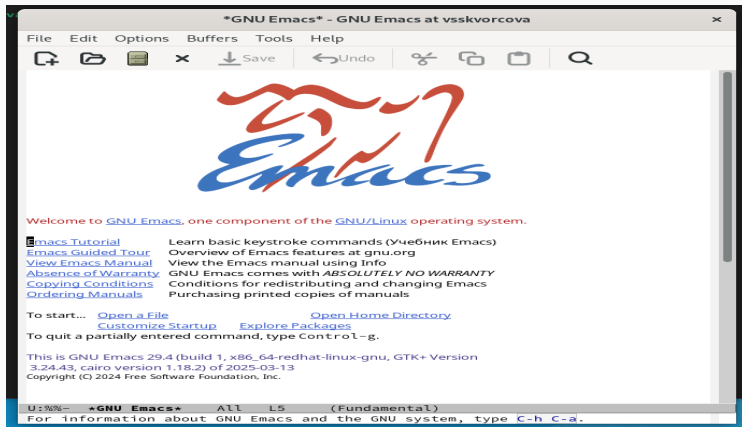 *GNU Emacs* - GNU Emacs at vsskvorcova
File Edit Options Buffers Tools Help
Save Undo
Emacs
Welcome to GNU Emacs, one component of the GNU/Linux operating system.
Emacs Tutorial Learn basic keystroke commands (Учебник Emacs)
Emacs Guided Tour Overview of Emacs features at gnu.org
View Emacs Manual View the Emacs manual using Info
Absence of Warranty GNU Emacs comes with ABSOLUTELY NO WARRANTY
Copying Conditions Conditions for redistributing and changing Emacs
Ordering Manuals Purchasing printed copies of manuals
To start... Open a File Open Home Directory
Customize Startup Explore Packages
To quit a partially entered command, type Control-g.
This is GNU Emacs 29.4 (build 1, x86_64-redhat-linux-gnu, GTK+ Version
3.24.43, cairo version 1.18.2) of 2025-03-13
Copyright (C) 2024 Free Software Foundation, Inc.
U:%%- *GNU Emacs* All L5 (Fundamental)
For information about GNU Emacs and the GNU system, type C-h C-a.